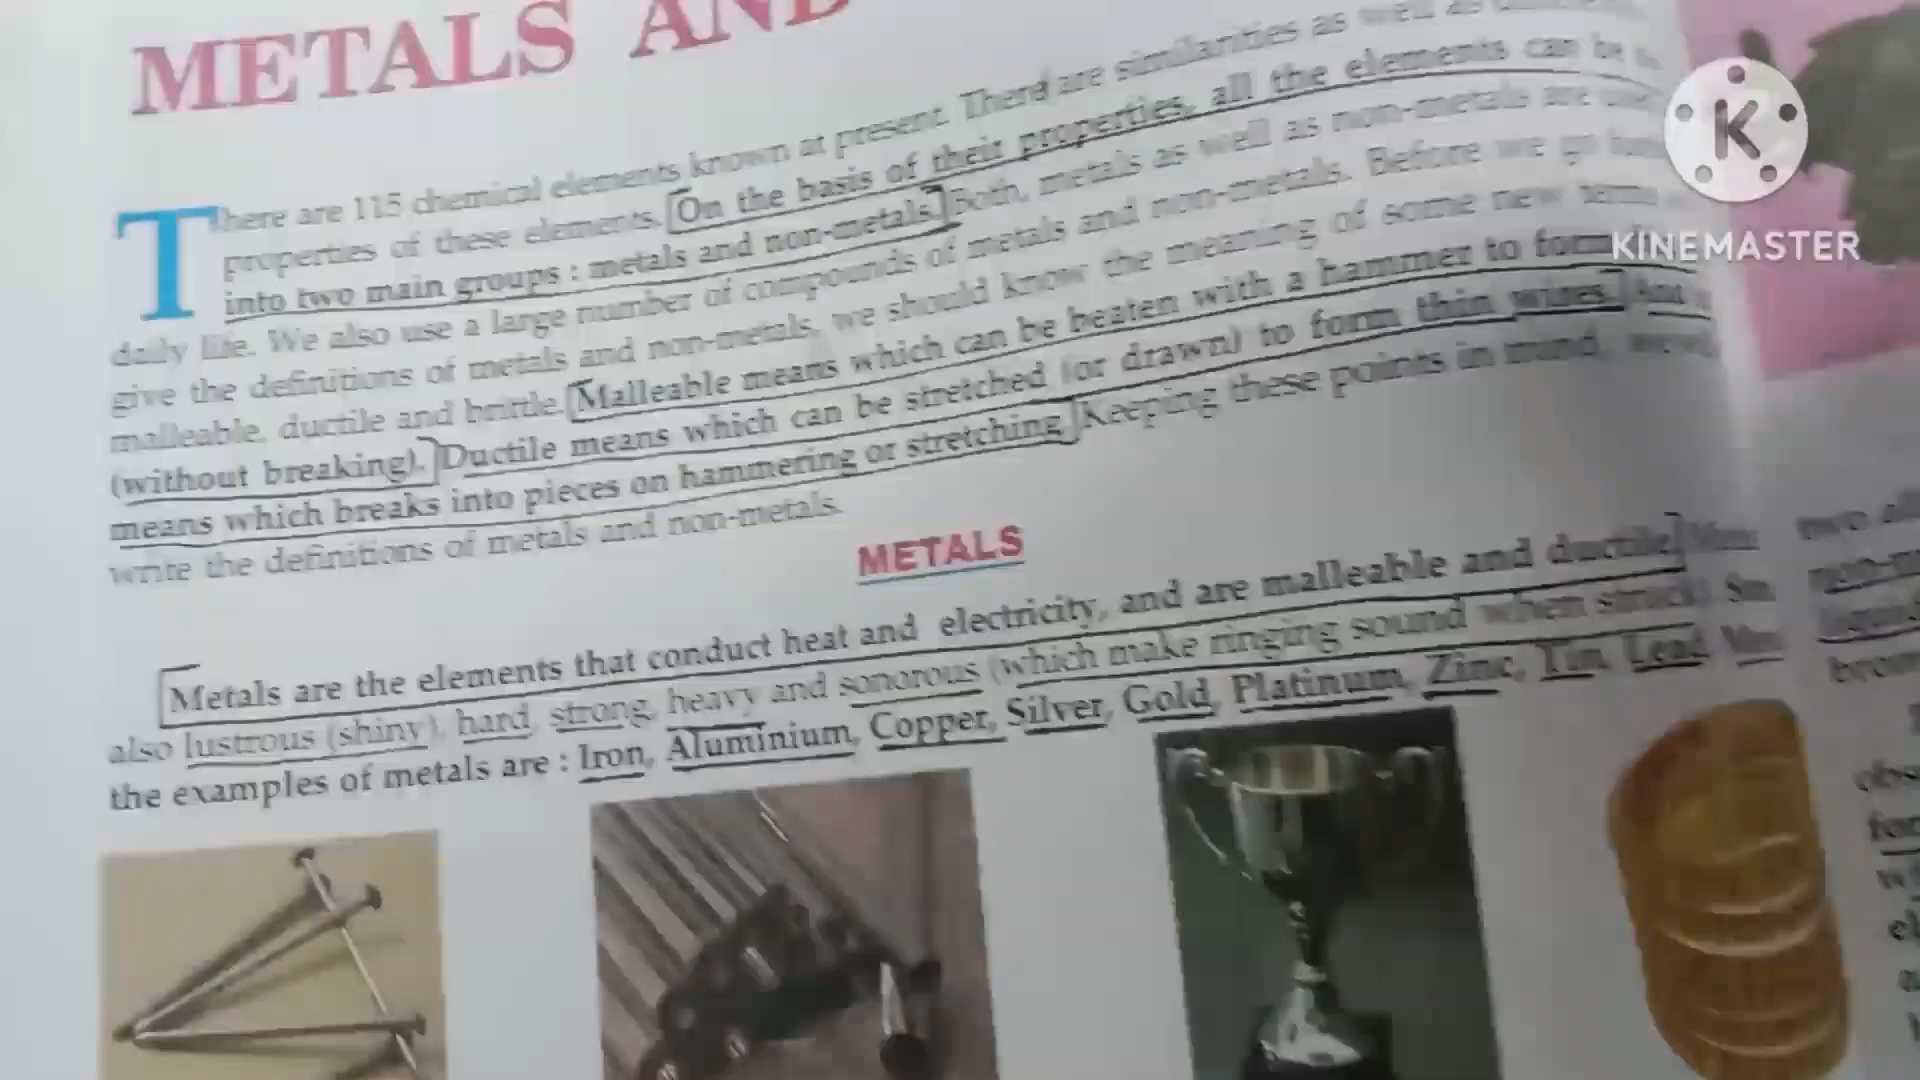 METALS AND
There are 115 chemical elements known at present. There are similarities as well as
properties of these elements. On the basis of their properties, all the elements can be
into two main groups : metals and non-metals. Both, metals as well as non-metals are
daily life. We also use a large number of compounds of metals and non-metals. Before we go
give the definitions of metals and non-metals, we should know the meaning of some new terms
malleable, ductile and brittle. Malleable means which can be beaten with a hammer to form
(without breaking). Ductile means which can be stretched (or drawn) to form thin wires. And
means which breaks into pieces on hammering or stretching. Keeping these points in mind,
write the definitions of metals and non-metals.
METALS
Metals are the elements that conduct heat and electricity, and are malleable and ductile.
also lustrous (shiny), hard, strong, heavy and sonorous (which make ringing sound when struck).
the examples of metals are : Iron, Aluminium, Copper, Silver, Gold, Platinum, Zinc, Tin, Lead
K
KINEMASTER
two